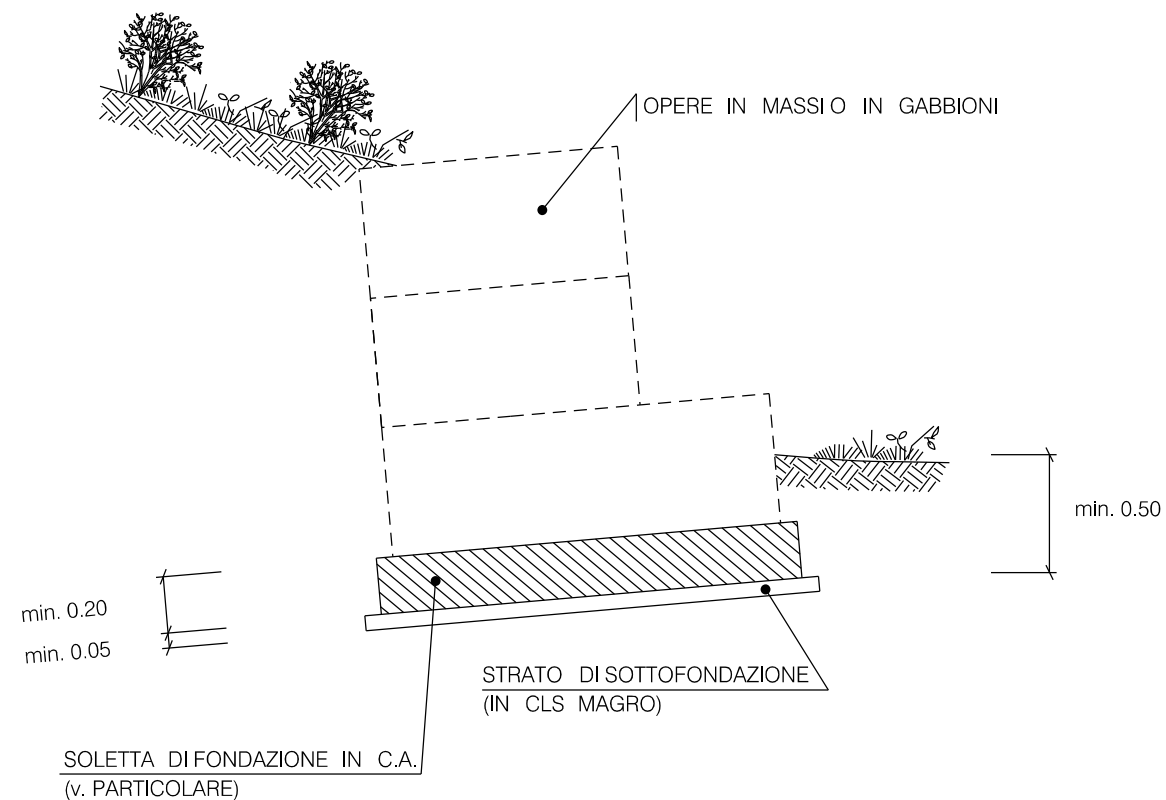 OPERE IN MASSI O IN GABBIONI
min. 0.50
min. 0.20
min. 0.05
STRATO DI SOTTOFONDAZIONE
(IN CLS MAGRO)
SOLETTA DI FONDAZIONE IN C.A.
(v. PARTICOLARE)